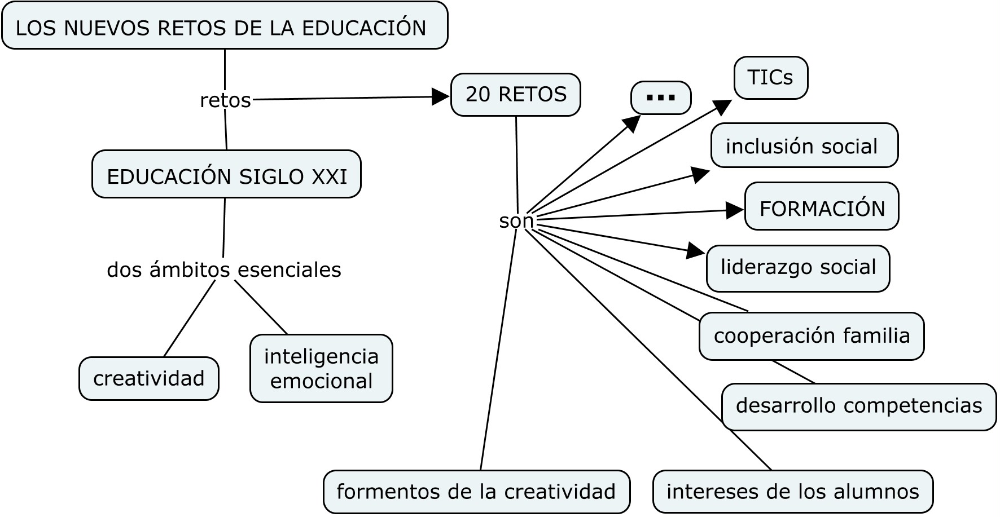 LOS NUEVOS RETOS DE LA EDUCACIÓN
retos
20 RETOS
...
TICs
inclusión social
EDUCACIÓN SIGLO XXI
FORMACIÓN
son
liderazgo social
dos ámbitos esenciales
cooperación familia
creatividad
inteligencia
emocional
desarrollo competencias
formentos de la creatividad
intereses de los alumnos